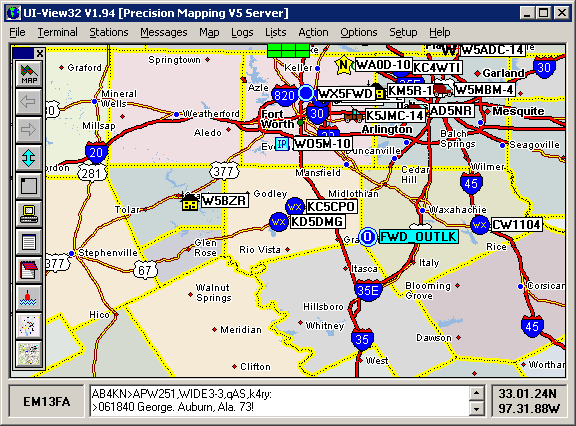 UI-View32 V1.94 [Precision Mapping V5 Server]
File Terminal Stations Messages Map Logs Lists Action Options Setup Help
MAP
Graford
Springtown
Keller
WA0D-10
W5ADC-14
KC4WTI
35E
Garland
30
Mineral
Wells
Azle
820
WX5FWD
KM5R-1
W5MBM-4
Millsap
Weatherford
Aledo
Fort
Worth
30
K5JMC-14
AD5NR
Mesquite
Arlington
Balch
Springs
Seagoville
20
IP
WO5M-10
Duncanville
281
377
Mansfield
Cedar
Hill
Wilmer
45
Tolar
W5BZR
Godley
Midlothian
WX
KC5CPO
WX
KD5DMG
Waxahachie
WX
CW1104
Stephenville
377
67
Glen
Rose
Rio Vista
FWD_OUTLK
Rice
Italy
Itasca
Walnut
Springs
35E
Blooming
Grove
Corsican
Hico
Hillsboro
Whitney
Meridian
45
35
Dawson
West
Clifton
Wortham
EM13FA
AB4KN>APW251,WIDE3-3,qAS,k4ry:
>061840 George. Auburn, Ala. 73!
33.01.24N
97.31.88W